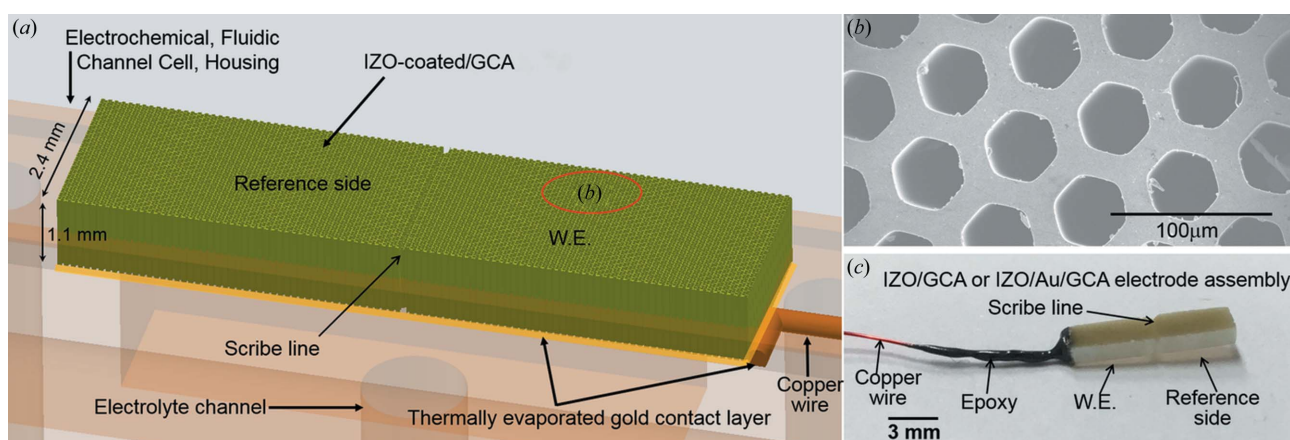 (a)
Electrochemical, Fluidic
Channel Cell, Housing
IZO-coated/GCA
2.4 mm
Reference side
(b)
W.E.
1.1 mm
Scribe line
Electrolyte channel
Thermally evaporated gold contact layer
Copper
wire
(b)
100μm
(c)
IZO/GCA or IZO/Au/GCA electrode assembly
Scribe line
Copper
wire
Epoxy
W.E.
Reference
side
3 mm